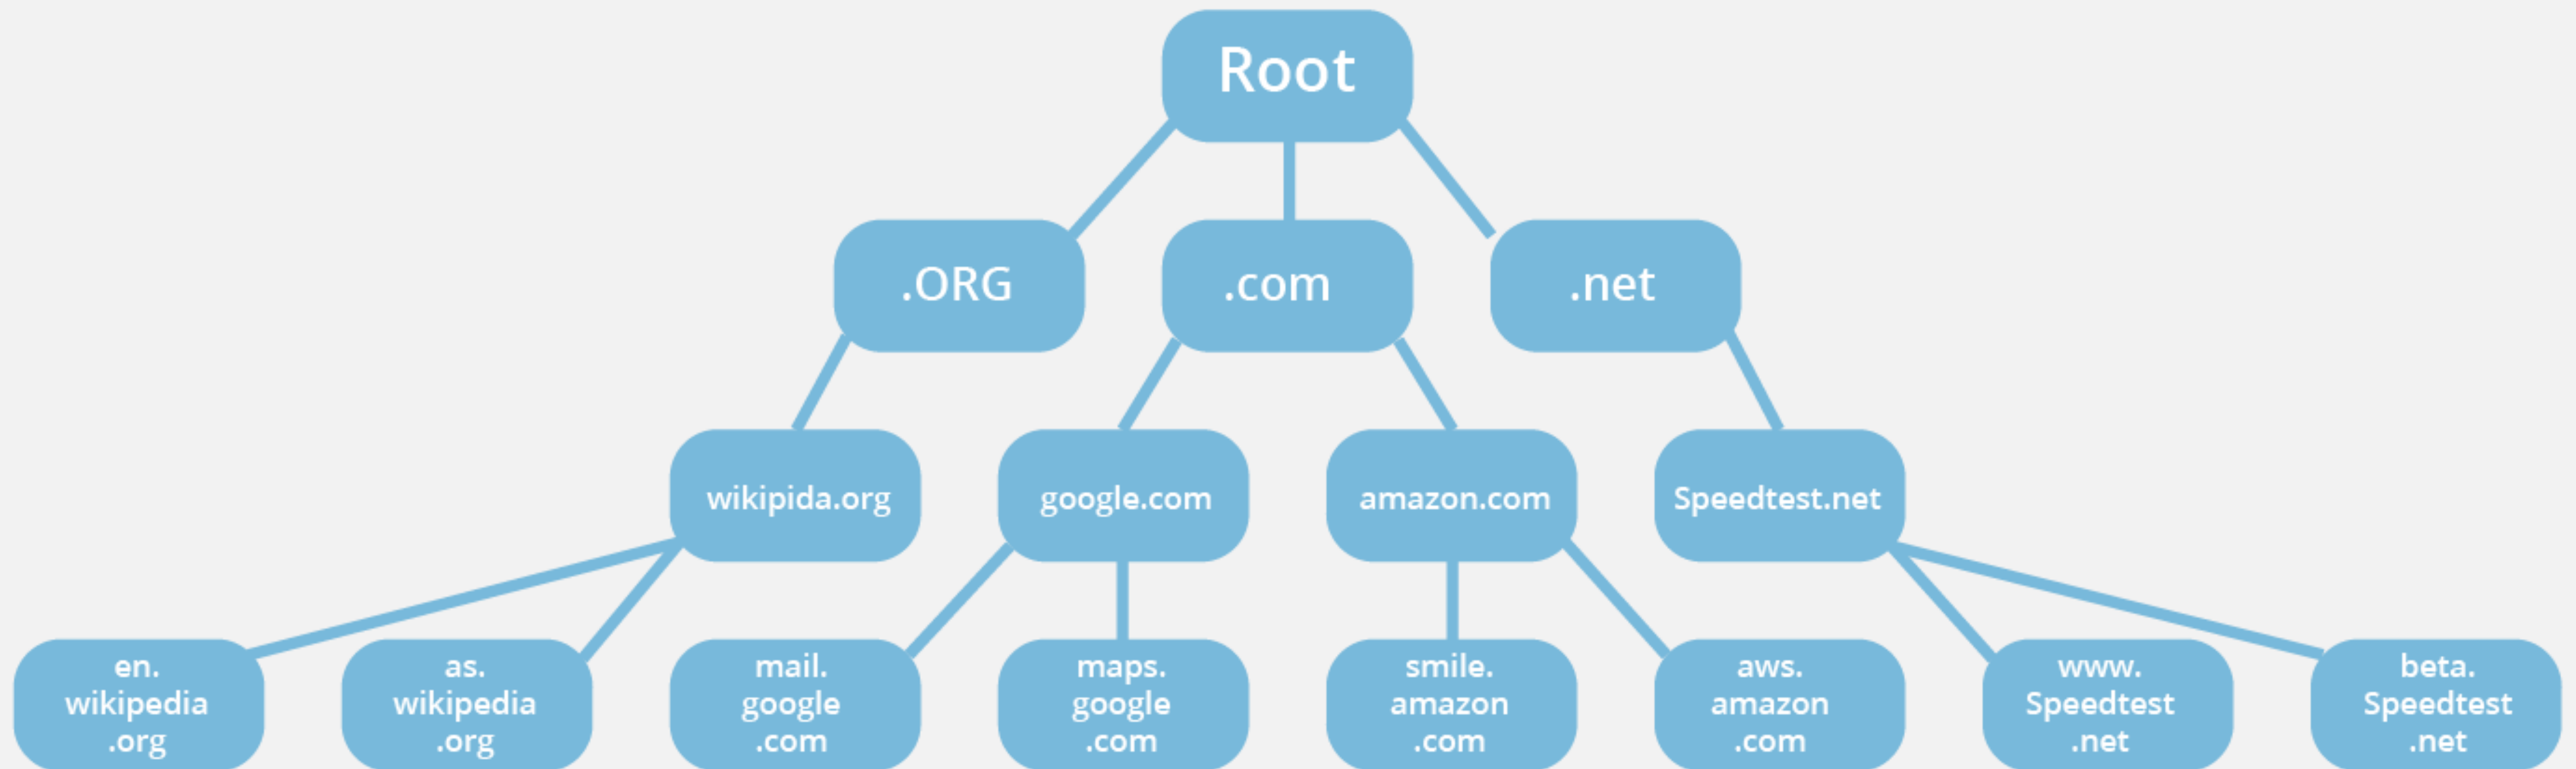 Root
.ORG
.com
.net
wikipida.org
google.com
amazon.com
Speedtest.net
en.
wikipedia
.org
as.
wikipedia
.org
mail.
google
.com
maps.
google
.com
smile.
amazon
.com
aws.
amazon
.com
www.
Speedtest
.net
beta.
Speedtest
.net